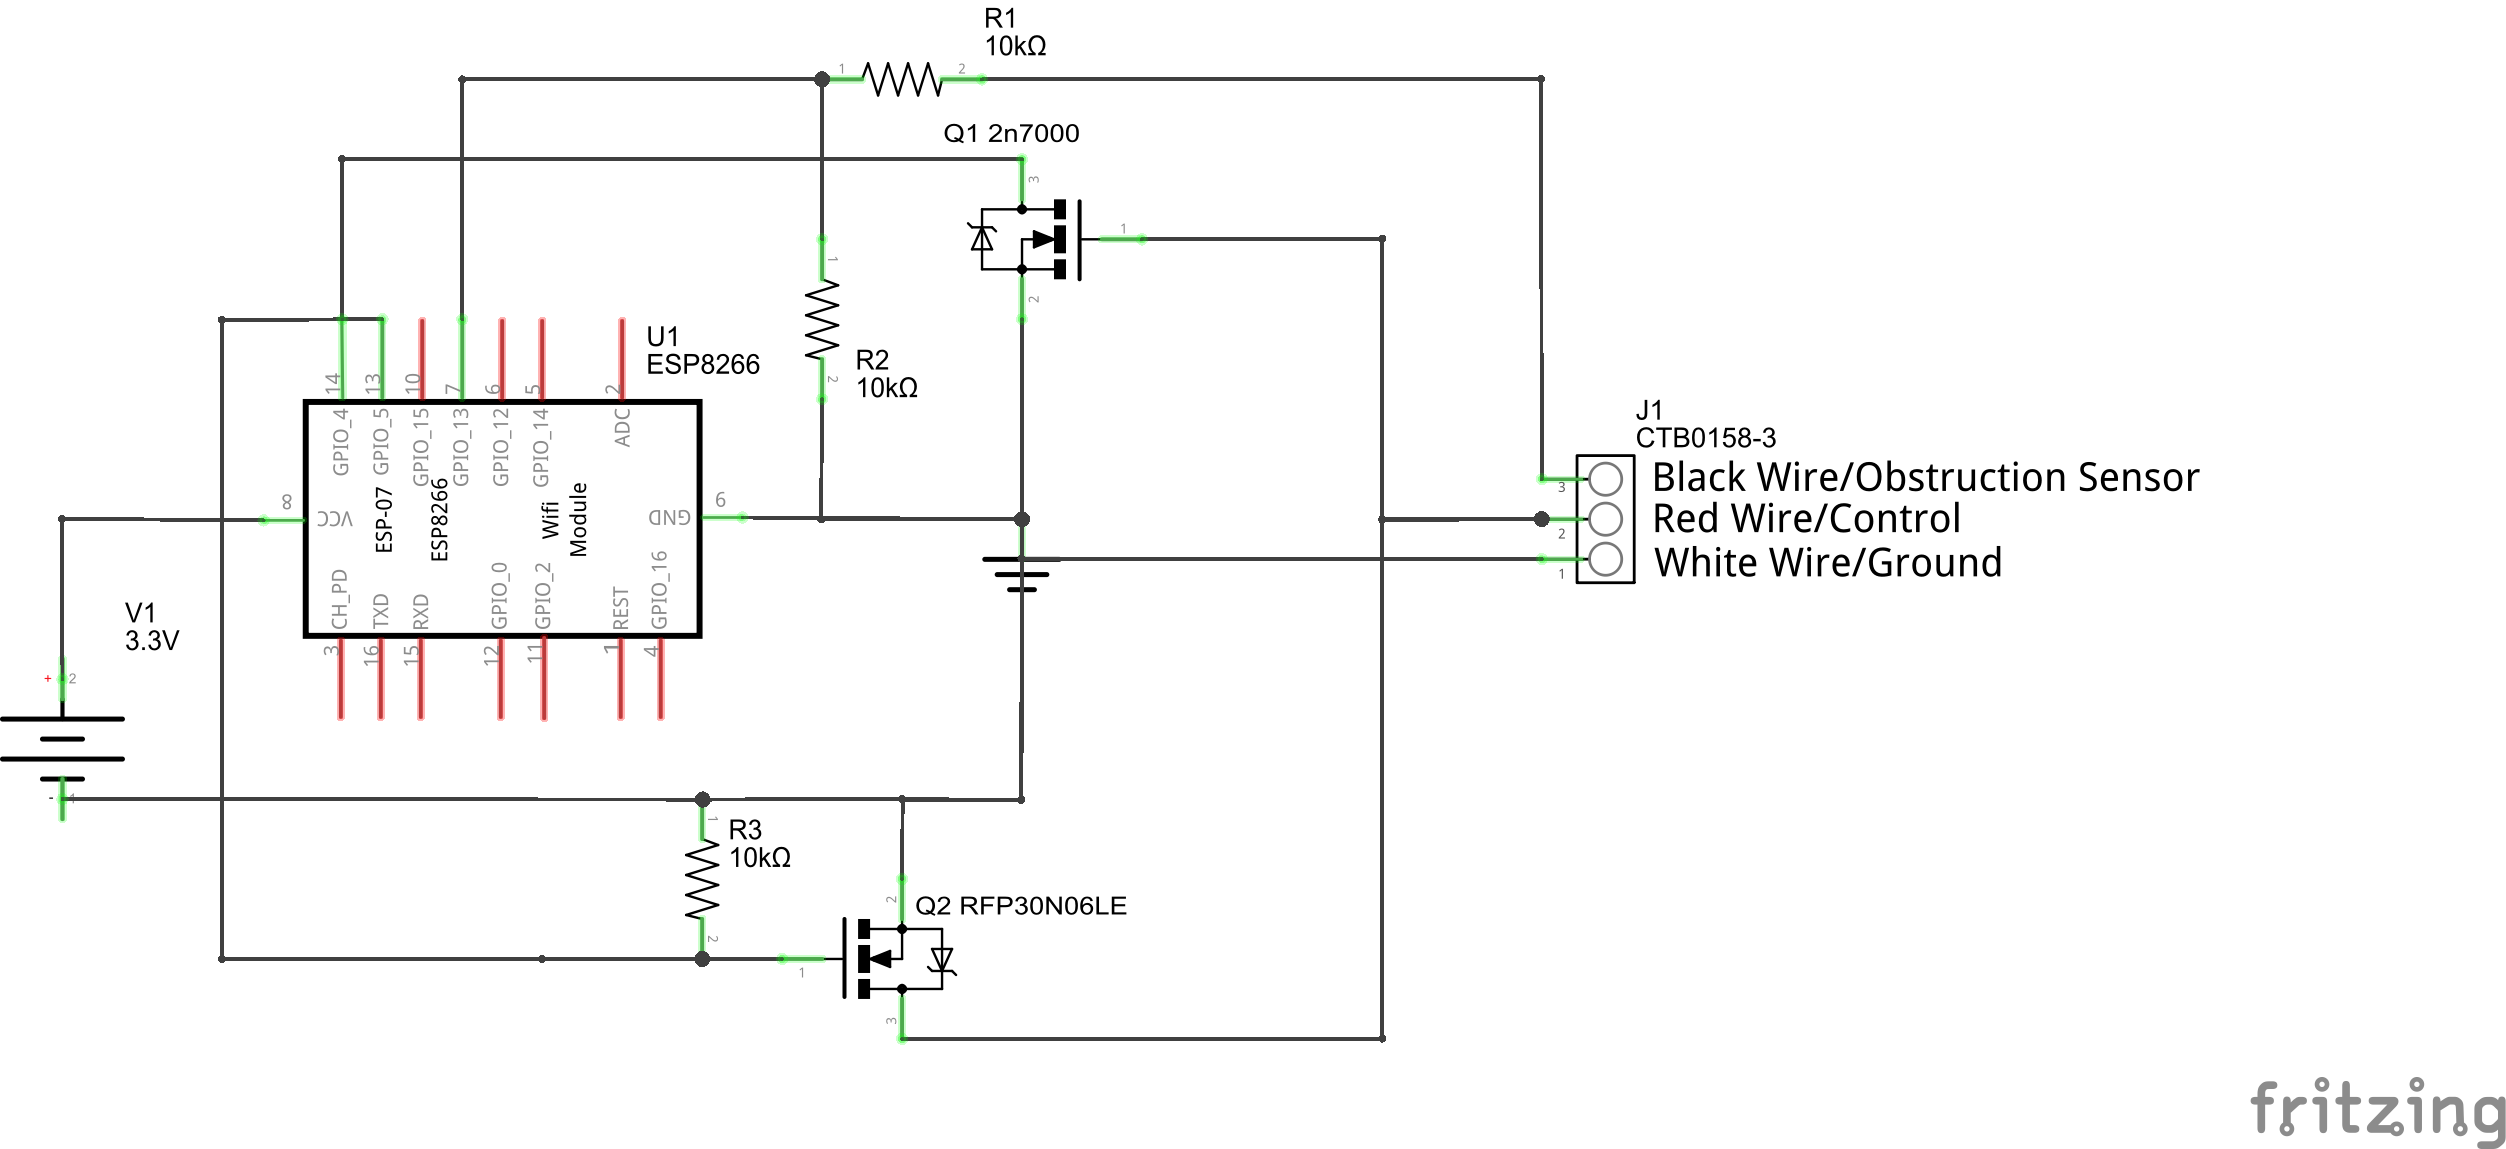 R1
10kΩ
1
2
Q1 2n7000
3
1
2
1
R2
10kΩ
2
U1
ESP8266
14
13
10
7
6
5
2
GPIO_4
GPIO_5
GPIO_15
GPIO_13
GPIO_12
GPIO_14
ADC
8
VCC
ESP-07
ESP8266
Wifi
Module
GND
9
CH_PD
TXD
RXD
GPIO_0
GPIO_2
REST
GPIO_16
3
16
15
12
11
1
4
J1
CTB0158-3
3
Black Wire/Obstruction Sensor
2
Red Wire/Control
1
White Wire/Ground
V1
3.3V
+
2
-
1
1
R3
10kΩ
2
2
Q2 RFP30N06LE
1
3
fritzing